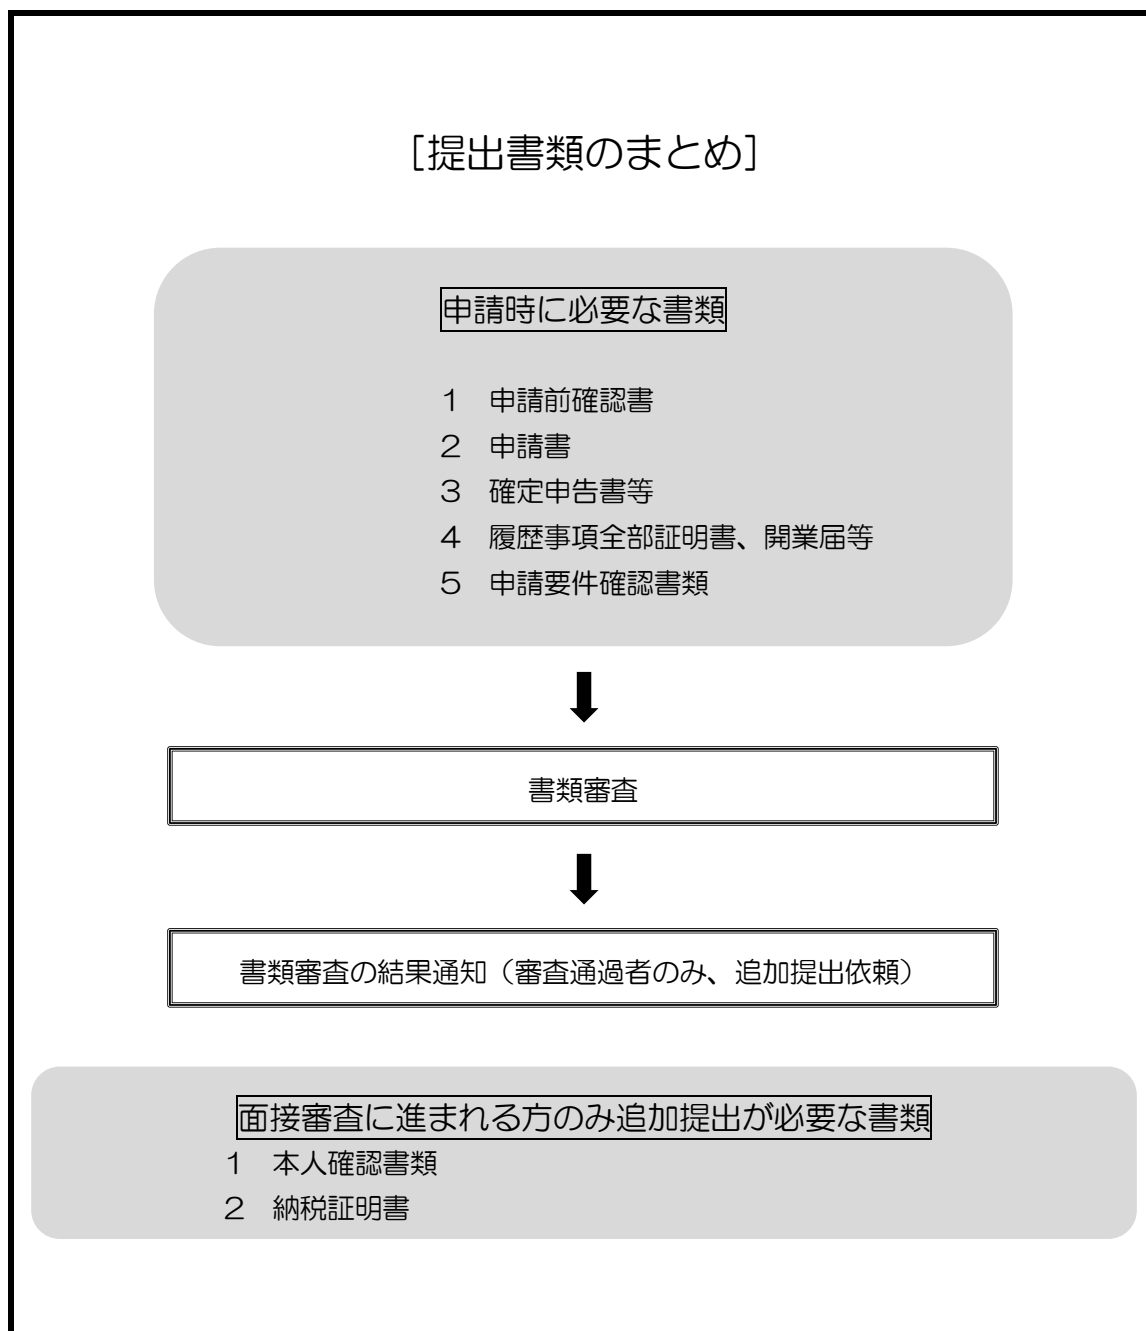 [提出書類のまとめ]
申請時に必要な書類
１　申請前確認書
２　申請書
３　確定申告書等
４　履歴事項全部証明書、開業届等
５　申請要件確認書類
書類審査
書類審査の結果通知（審査通過者のみ、追加提出依頼）
面接審査に進まれる方のみ追加提出が必要な書類
１　本人確認書類
２　納税証明書